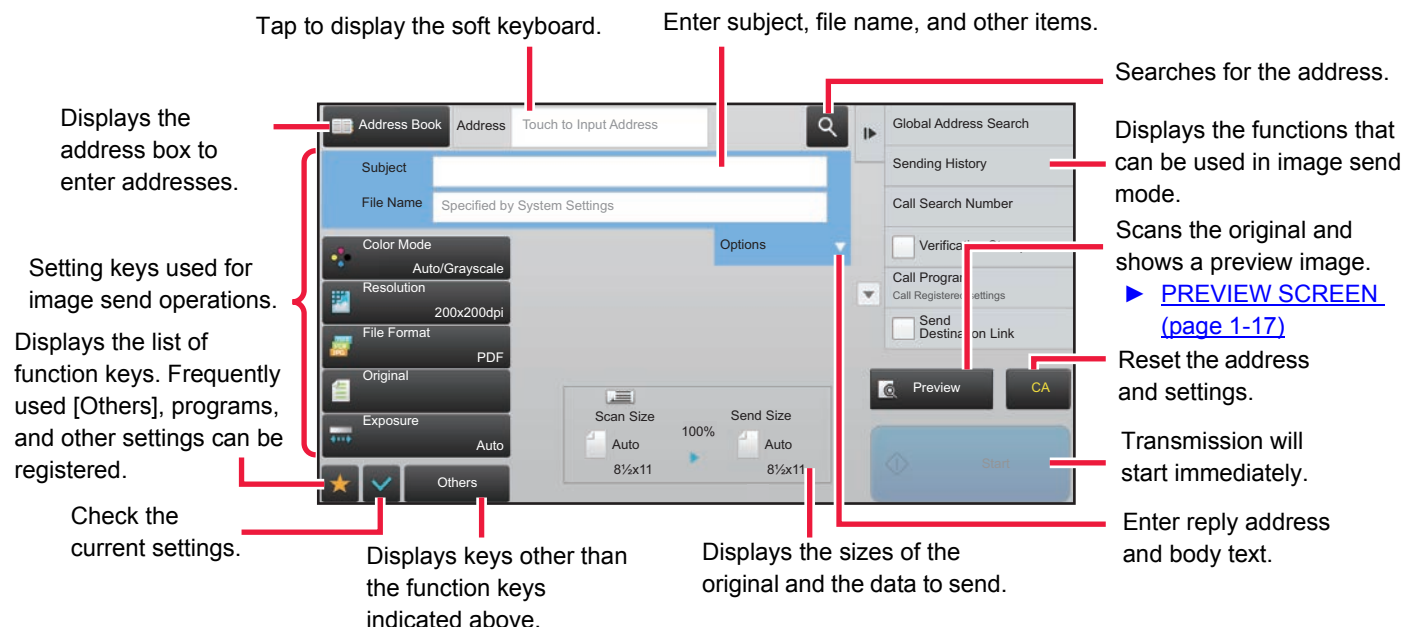 Tap to display the soft keyboard.
Enter subject, file name, and other items.
Searches for the address.
Displays the
address box to
enter addresses.
Displays the functions that
can be used in image send
mode.
Scans the original and
shows a preview image.
► PREVIEW SCREEN
(page 1-17)
Setting keys used for
image send operations.
Displays the list of
function keys. Frequently
used [Others], programs,
and other settings can be
registered.
Reset the address
and settings.
Transmission will
start immediately.
Check the
current settings.
Displays keys other than
the function keys
indicated above.
Displays the sizes of the
original and the data to send.
Enter reply address
and body text.
Address Book
Address
Touch to Input Address
Subject
File Name
Specified by System Settings
Options
Color Mode
Auto/Grayscale
Resolution
200x200dpi
File Format
PDF
Original
Exposure
Auto
Others
Scan Size
100%
Send Size
Auto
Auto
8½x11
8½x11
Global Address Search
Sending History
Call Search Number
Call Program
Call Registered settings
Send
Destination Link
Preview
CA
Start